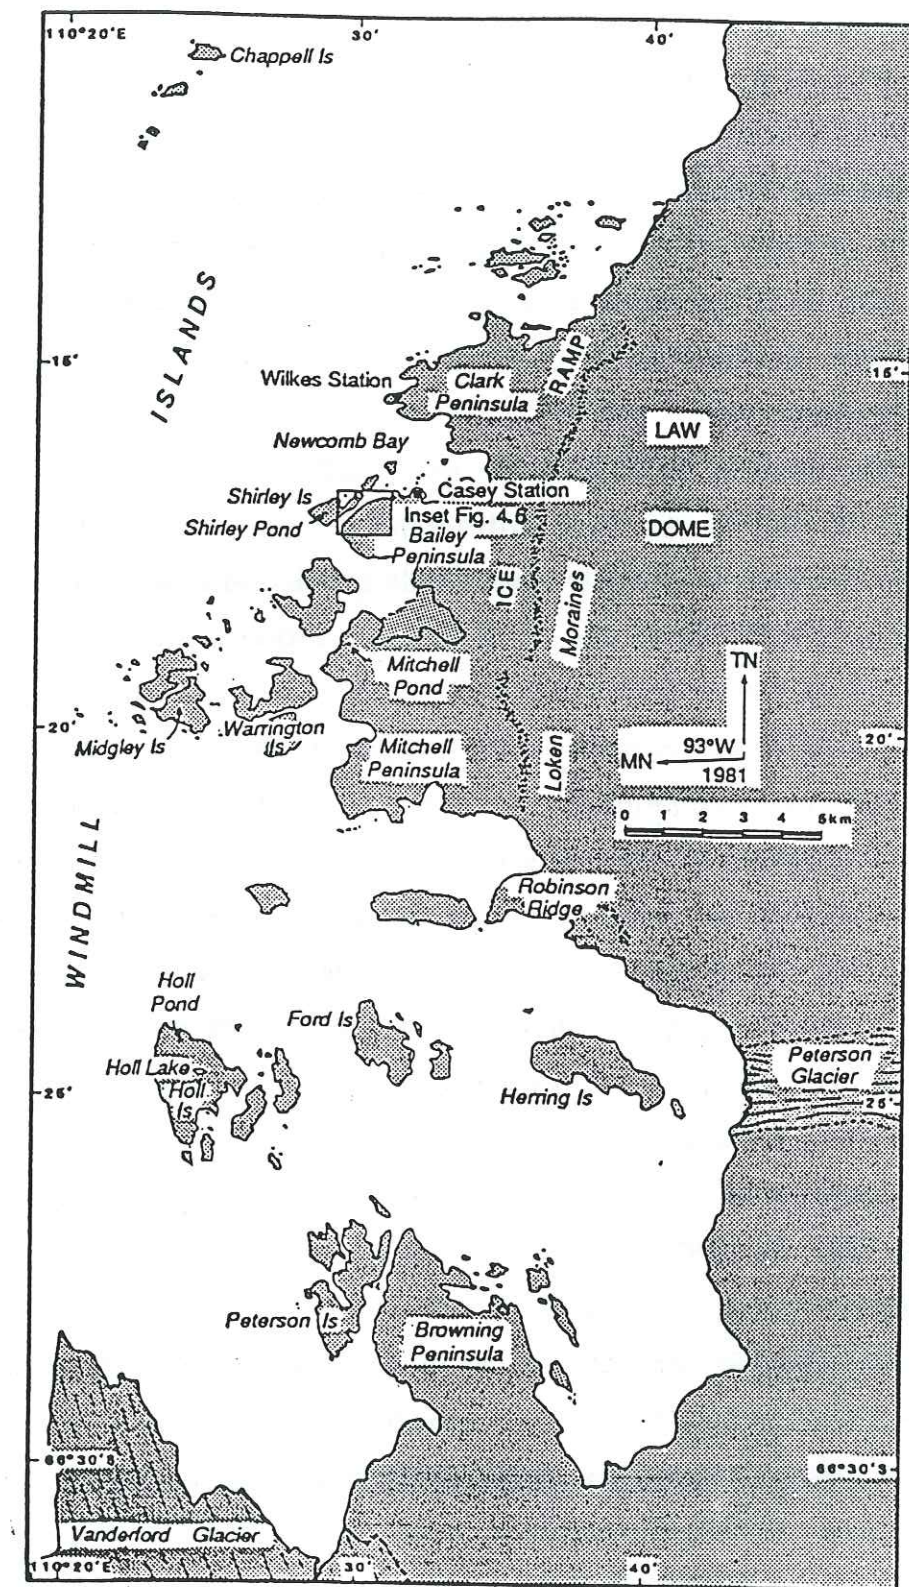 110°20'E
30'
40'
Chappell Is
ISLANDS
15'
15'
RAMP
Wilkes Station
Clark
Peninsula
LAW
Newcomb Bay
Shirley Is
Casey Station
Shirley Pond
Inset Fig. 4.6
DOME
Bailey
Peninsula
ICE
Moraines
Mitchell
Pond
TN
Midgley Is
Warrington
Is
20'
20'
Mitchell
Peninsula
Loken
MN
93°W
1981
0 1 2 3 4 5km
WINDMILL
Robinson
Ridge
Holl
Pond
Ford Is
Holl Lake
Holl
Is
Herring Is
Peterson
Glacier
25'
25'
Peterson Is
Browning
Peninsula
66°30'S
66°30'S
Vanderford Glacier
110°20'E
30'
40'